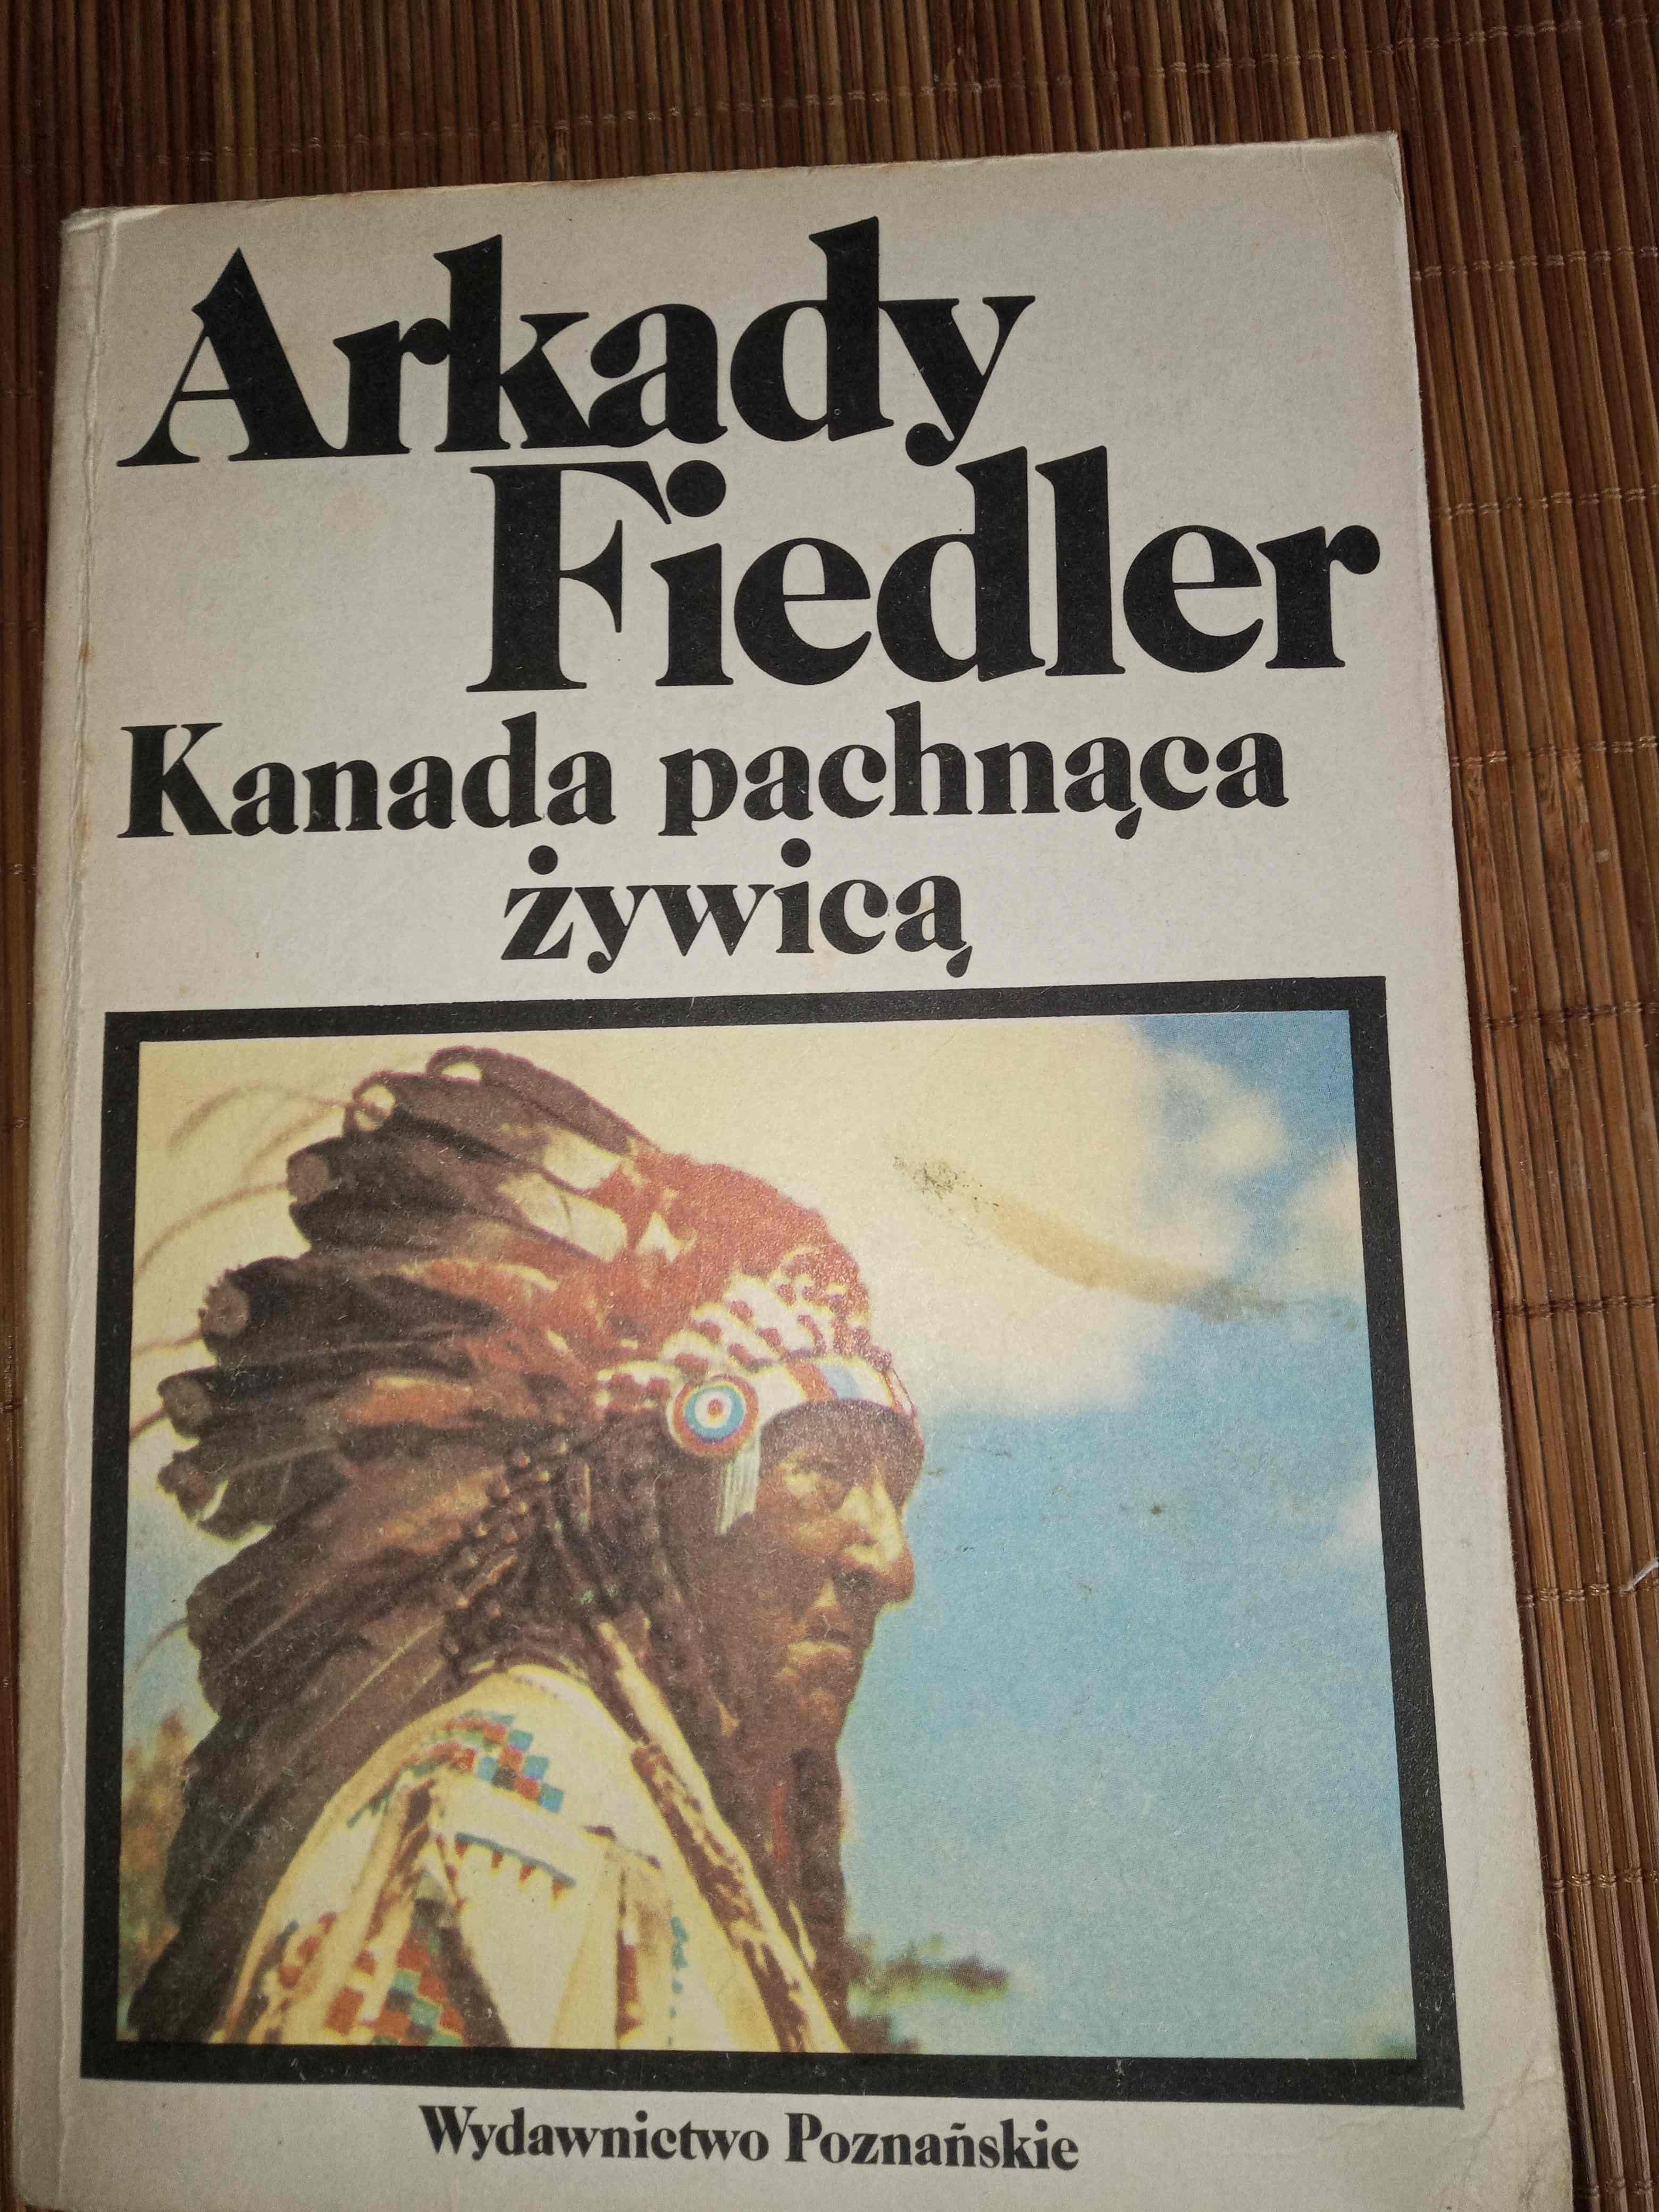 Arkady
Fiedler
Kanada pachnąca
żywicą
Wydawnictwo Poznańskie